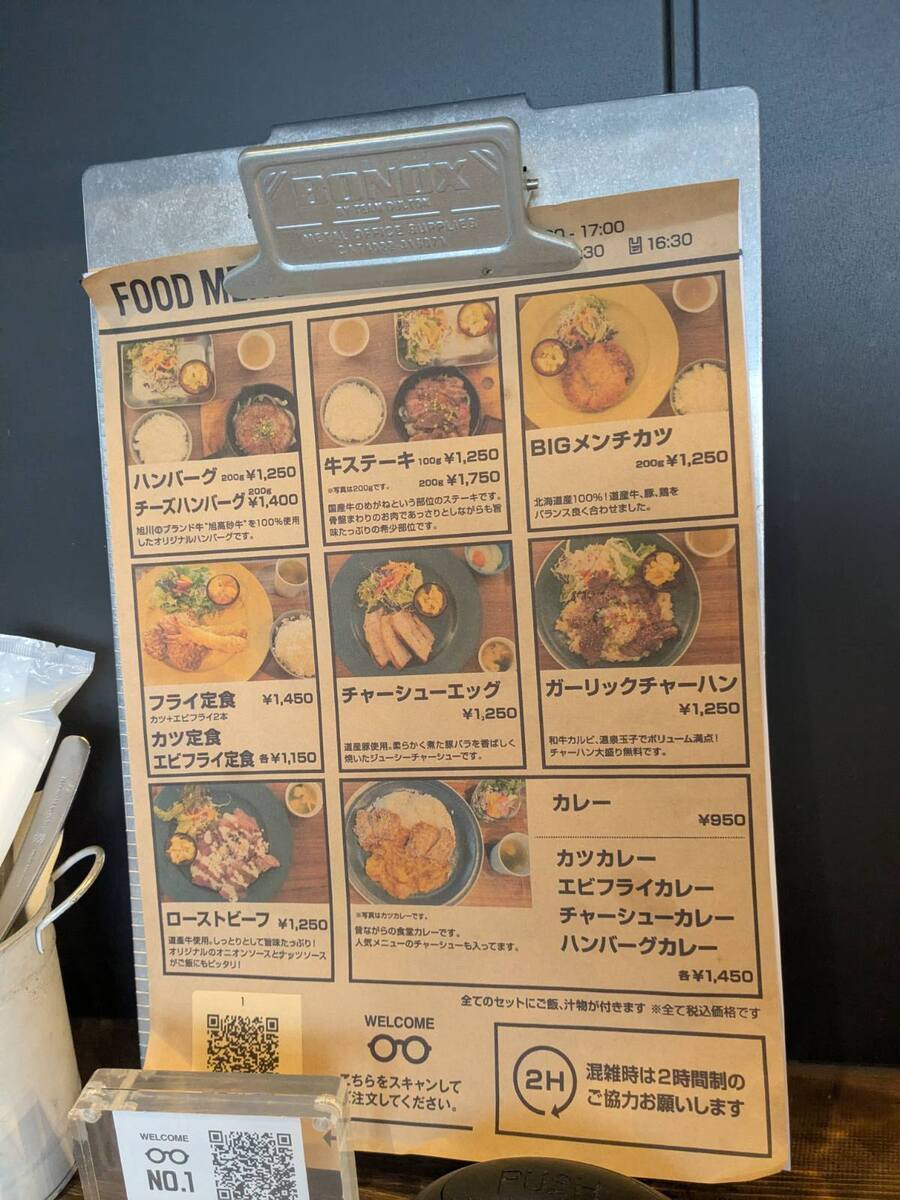 BONOX
METAL OFFICE SUPPLIES
FOOD
- 17:00
30 16:30
ハンバーグ 200g ¥1,250
チーズハンバーグ 200g ¥1,400
旭川のブランド牛"旭高砂牛"を100%使用
したオリジナルハンバーグです。
牛ステーキ 100g ¥1,250
※写真は200gです。 200g ¥1,750
国産牛のめがねという部位のステーキです。
骨盤まわりのお肉であっさりとしながらも旨
味たっぷりの希少部位です。
BIGメンチカツ
200g ¥1,250
北海道産100%！道産牛、豚、鶏を
バランス良く合わせました。
フライ定食 ¥1,450
カツ+エビフライ2本
カツ定食
エビフライ定食 各¥1,150
チャーシューエッグ
¥1,250
道産豚使用。柔らかく煮た豚バラを香ばしく
焼いたジューシーチャーシューです。
ガーリックチャーハン
¥1,250
和牛カルビ、温泉玉子でボリューム満点！
チャーハン大盛り無料です。
ローストビーフ ¥1,250
道産牛使用。しっとりとして旨味たっぷり！
オリジナルのオニオンソースとナッツソース
がご飯にもピッタリ！
※写真はカツカレーです。
昔ながらの食堂カレーです。
人気メニューのチャーシューも入ってます。
カレー
¥950
カツカレー
エビフライカレー
チャーシューカレー
ハンバーグカレー
各¥1,450
全てのセットにご飯、汁物が付きます ※全て税込価格です
1
WELCOME
こちらをスキャンして
ご注文してください。
2H
混雑時は2時間制の
ご協力お願いします
WELCOME
NO.1
PUSH